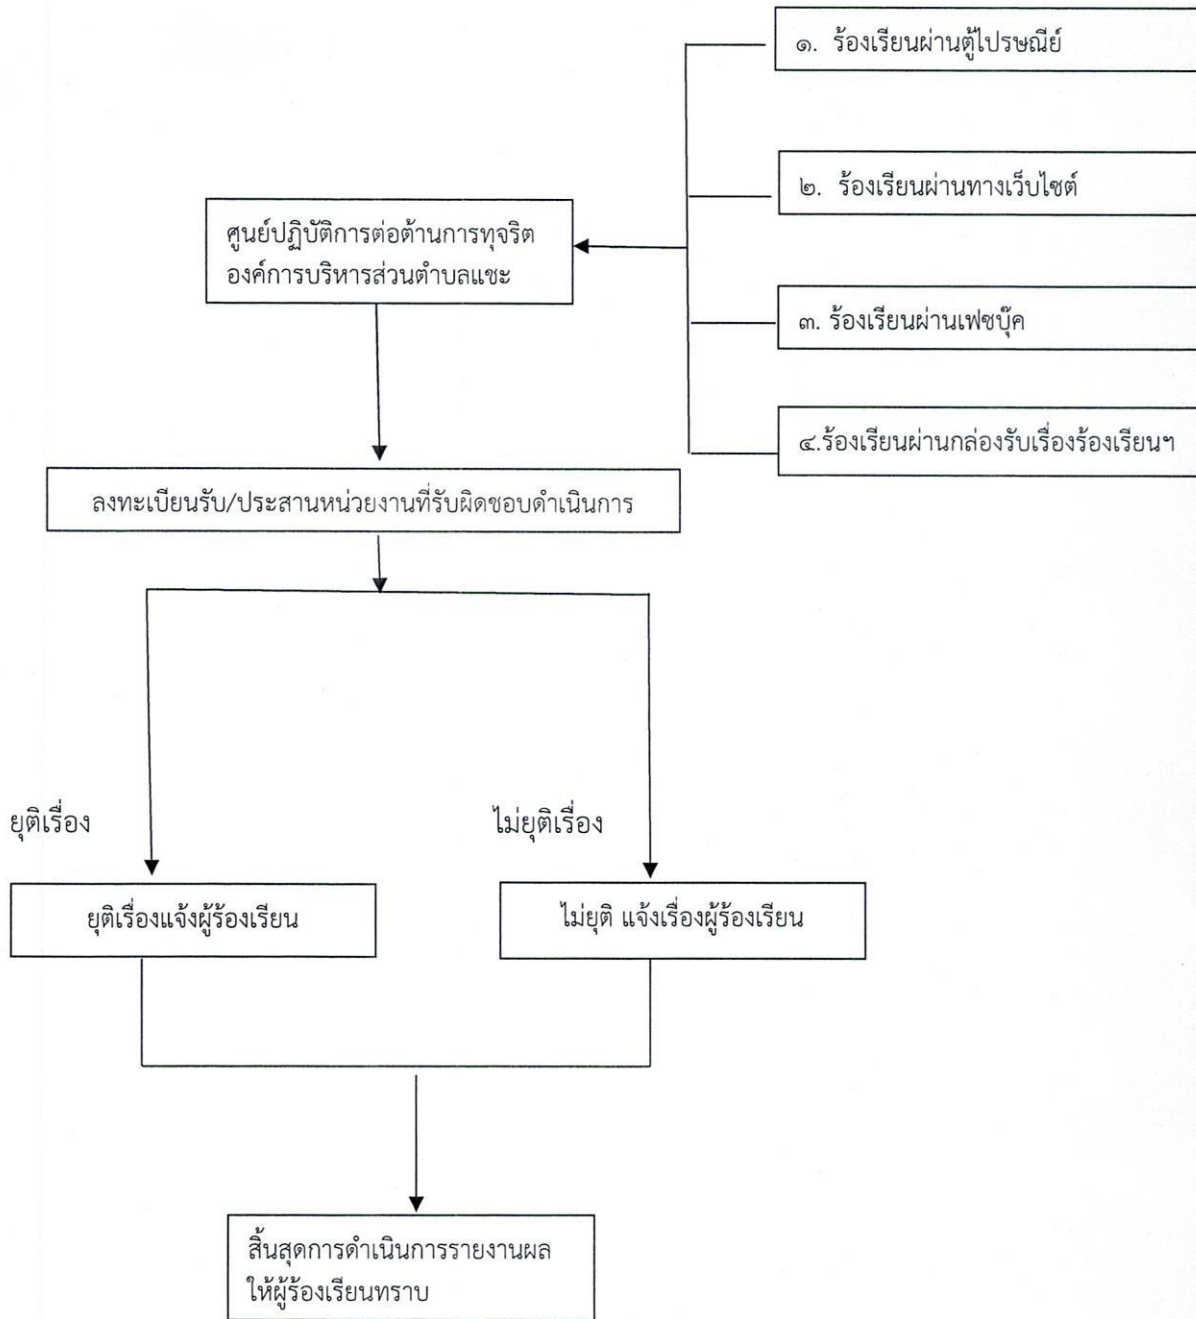 ๑. ร้องเรียนผ่านตู้ไปรษณีย์
๒. ร้องเรียนผ่านทางเว็บไซต์
ศูนย์ปฏิบัติการต่อต้านการทุจริต
องค์การบริหารส่วนตำบลแชะ
๓. ร้องเรียนผ่านเฟซบุ๊ค
๔.ร้องเรียนผ่านกล่องรับเรื่องร้องเรียนฯ
ลงทะเบียนรับ/ประสานหน่วยงานที่รับผิดชอบดำเนินการ
ยุติเรื่อง
ไม่ยุติเรื่อง
ยุติเรื่องแจ้งผู้ร้องเรียน
ไม่ยุติ แจ้งเรื่องผู้ร้องเรียน
สิ้นสุดการดำเนินการรายงานผล
ให้ผู้ร้องเรียนทราบ